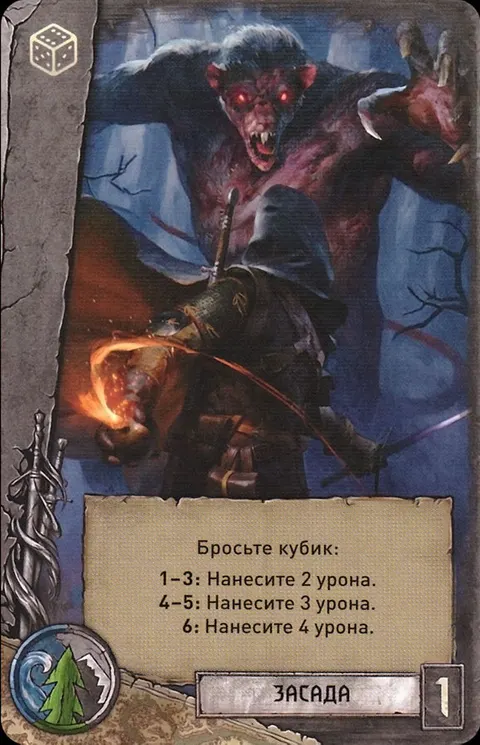 Бросьте кубик:
1–3: Нанесите 2 урона.
4–5: Нанесите 3 урона.
6: Нанесите 4 урона.
ЗАСАДА
1